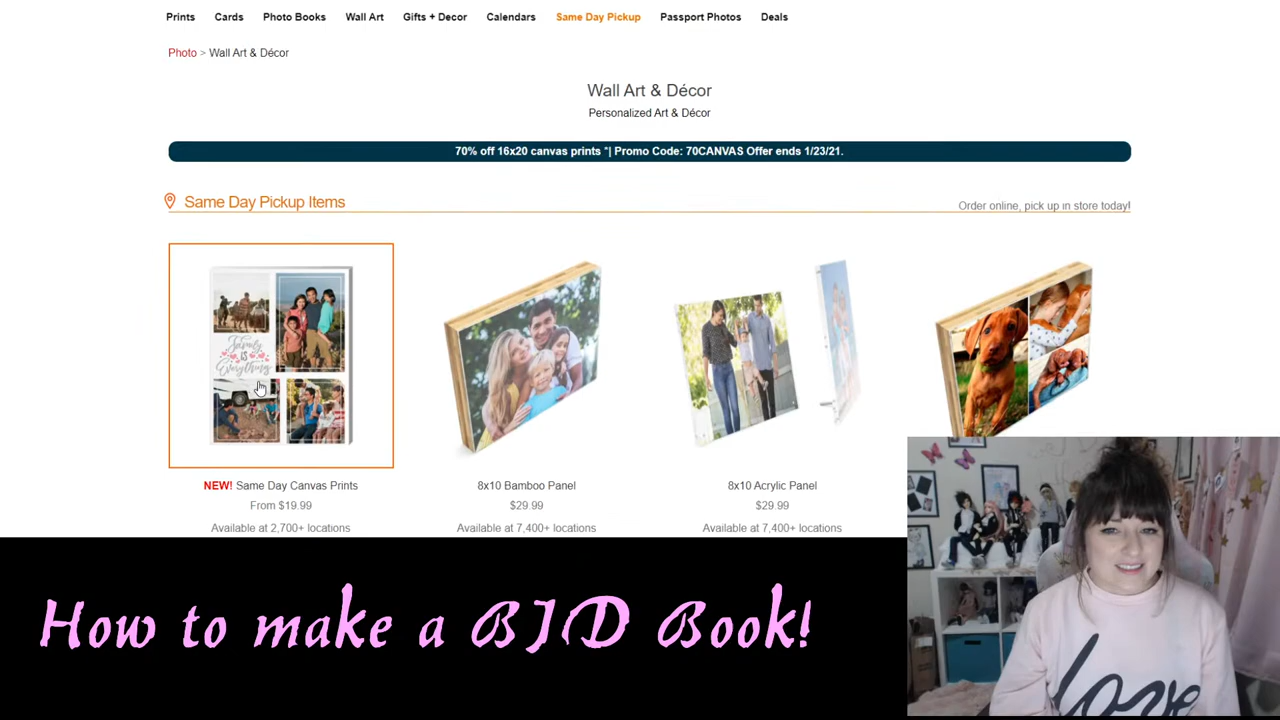 Prints Cards Photo Books Wall Art Gifts + Decor Calendars Same Day Pickup Passport Photos Deals
Photo > Wall Art & Décor
Wall Art & Décor
Personalized Art & Décor
70% off 16x20 canvas prints *| Promo Code: 70CANVAS Offer ends 1/23/21.
Same Day Pickup Items
Order online, pick up in store today!
Family
is
Everything
NEW! Same Day Canvas Prints
From $19.99
Available at 2,700+ locations
8x10 Bamboo Panel
$29.99
Available at 7,400+ locations
8x10 Acrylic Panel
$29.99
Available at 7,400+ locations
How to make a BJD Book!
love